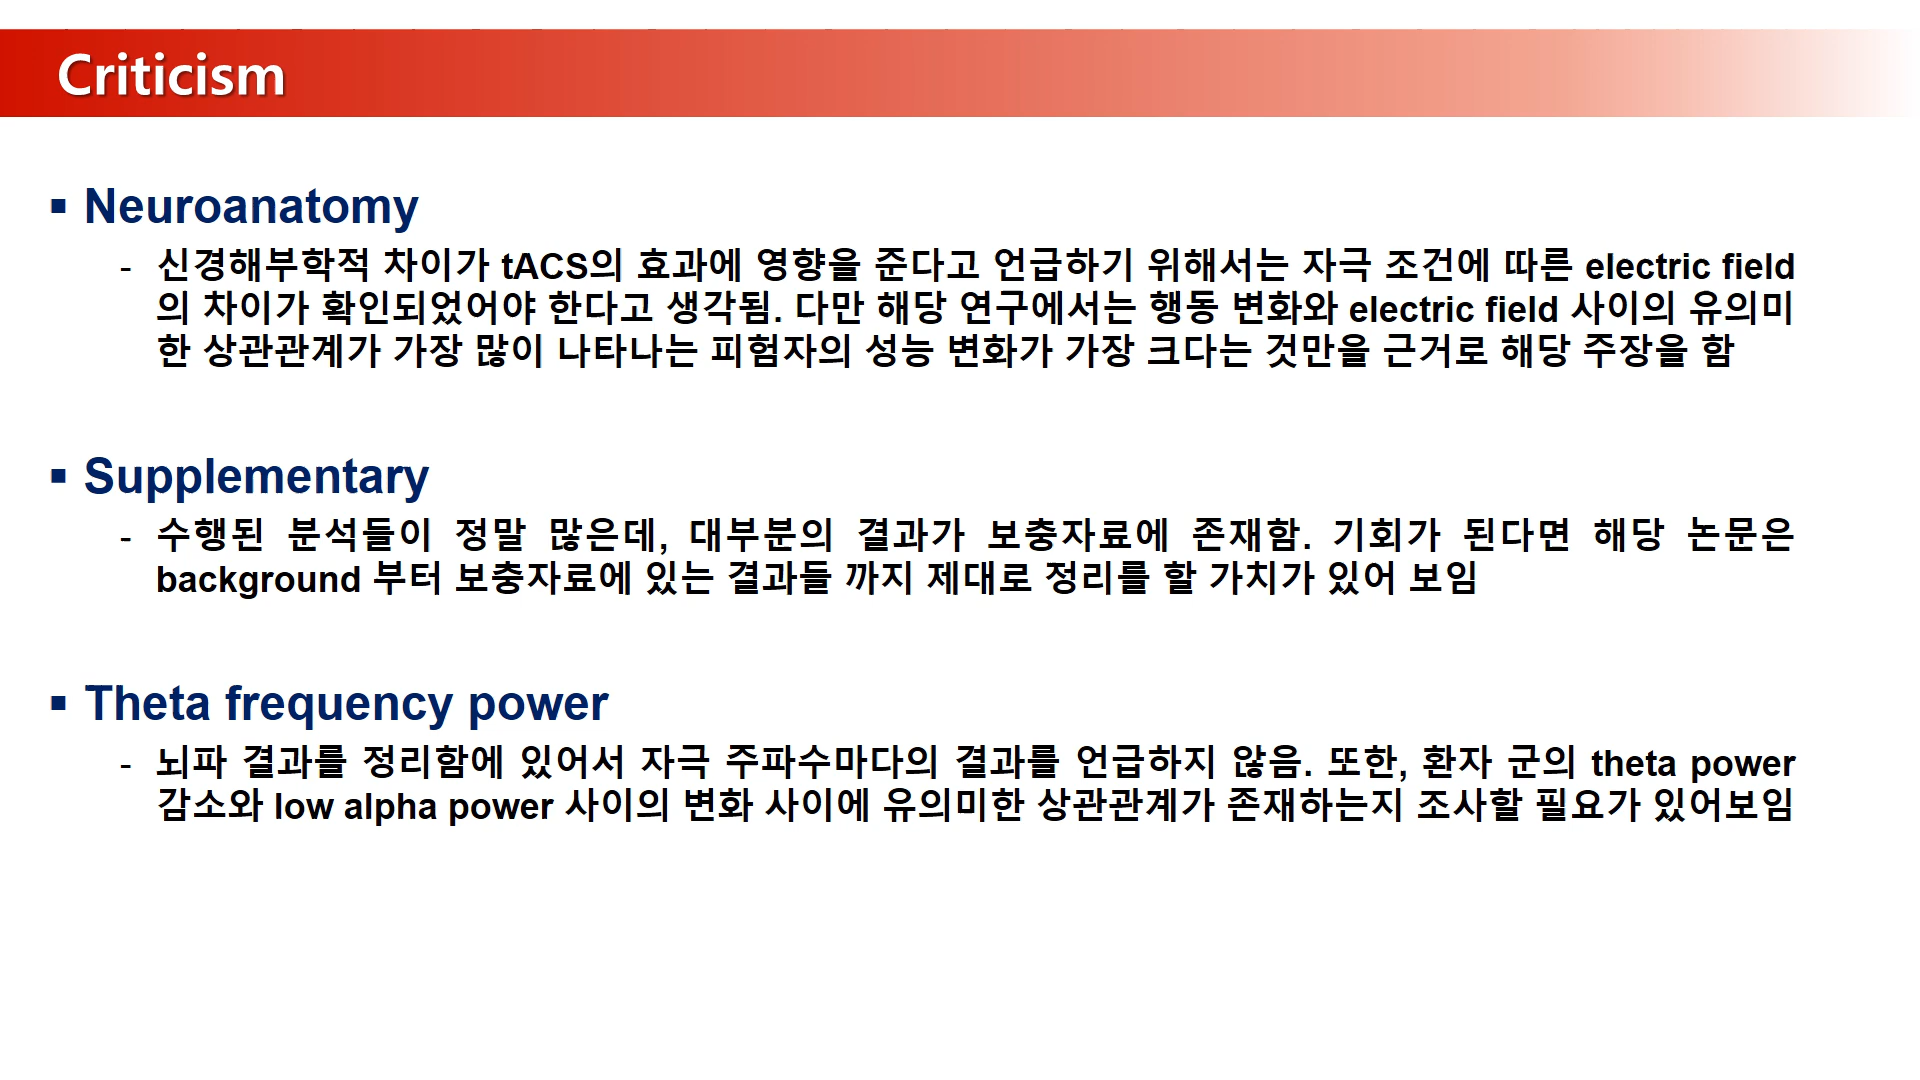 Criticism
▪ Neuroanatomy
- 신경해부학적 차이가 tACS의 효과에 영향을 준다고 언급하기 위해서는 자극 조건에 따른 electric field
의 차이가 확인되었어야 한다고 생각됨. 다만 해당 연구에서는 행동 변화와 electric field 사이의 유의미
한 상관관계가 가장 많이 나타나는 피험자의 성능 변화가 가장 크다는 것만을 근거로 해당 주장을 함
▪ Supplementary
- 수행된 분석들이 정말 많은데, 대부분의 결과가 보충자료에 존재함. 기회가 된다면 해당 논문은
background 부터 보충자료에 있는 결과들 까지 제대로 정리를 할 가치가 있어 보임
▪ Theta frequency power
- 뇌파 결과를 정리함에 있어서 자극 주파수마다의 결과를 언급하지 않음. 또한, 환자 군의 theta power
감소와 low alpha power 사이의 변화 사이에 유의미한 상관관계가 존재하는지 조사할 필요가 있어보임